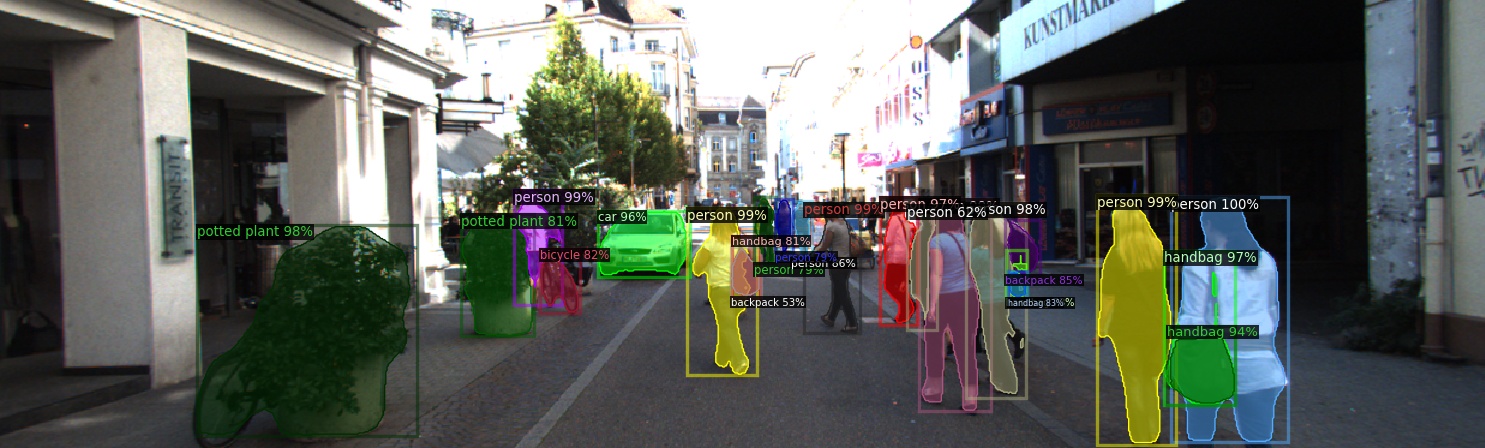 KUNSTMARK
O
S
S
TRANSIT
person 99%
potted plant 81%
potted plant 98%
car 96%
person 99%
bicycle 82%
handbag 81%
person 79%
person 79%
person 86%
backpack 53%
person 99%
person 97%
person 62%
son 98%
backpack 85%
handbag 83%
person 99%
person 100%
handbag 97%
handbag 94%